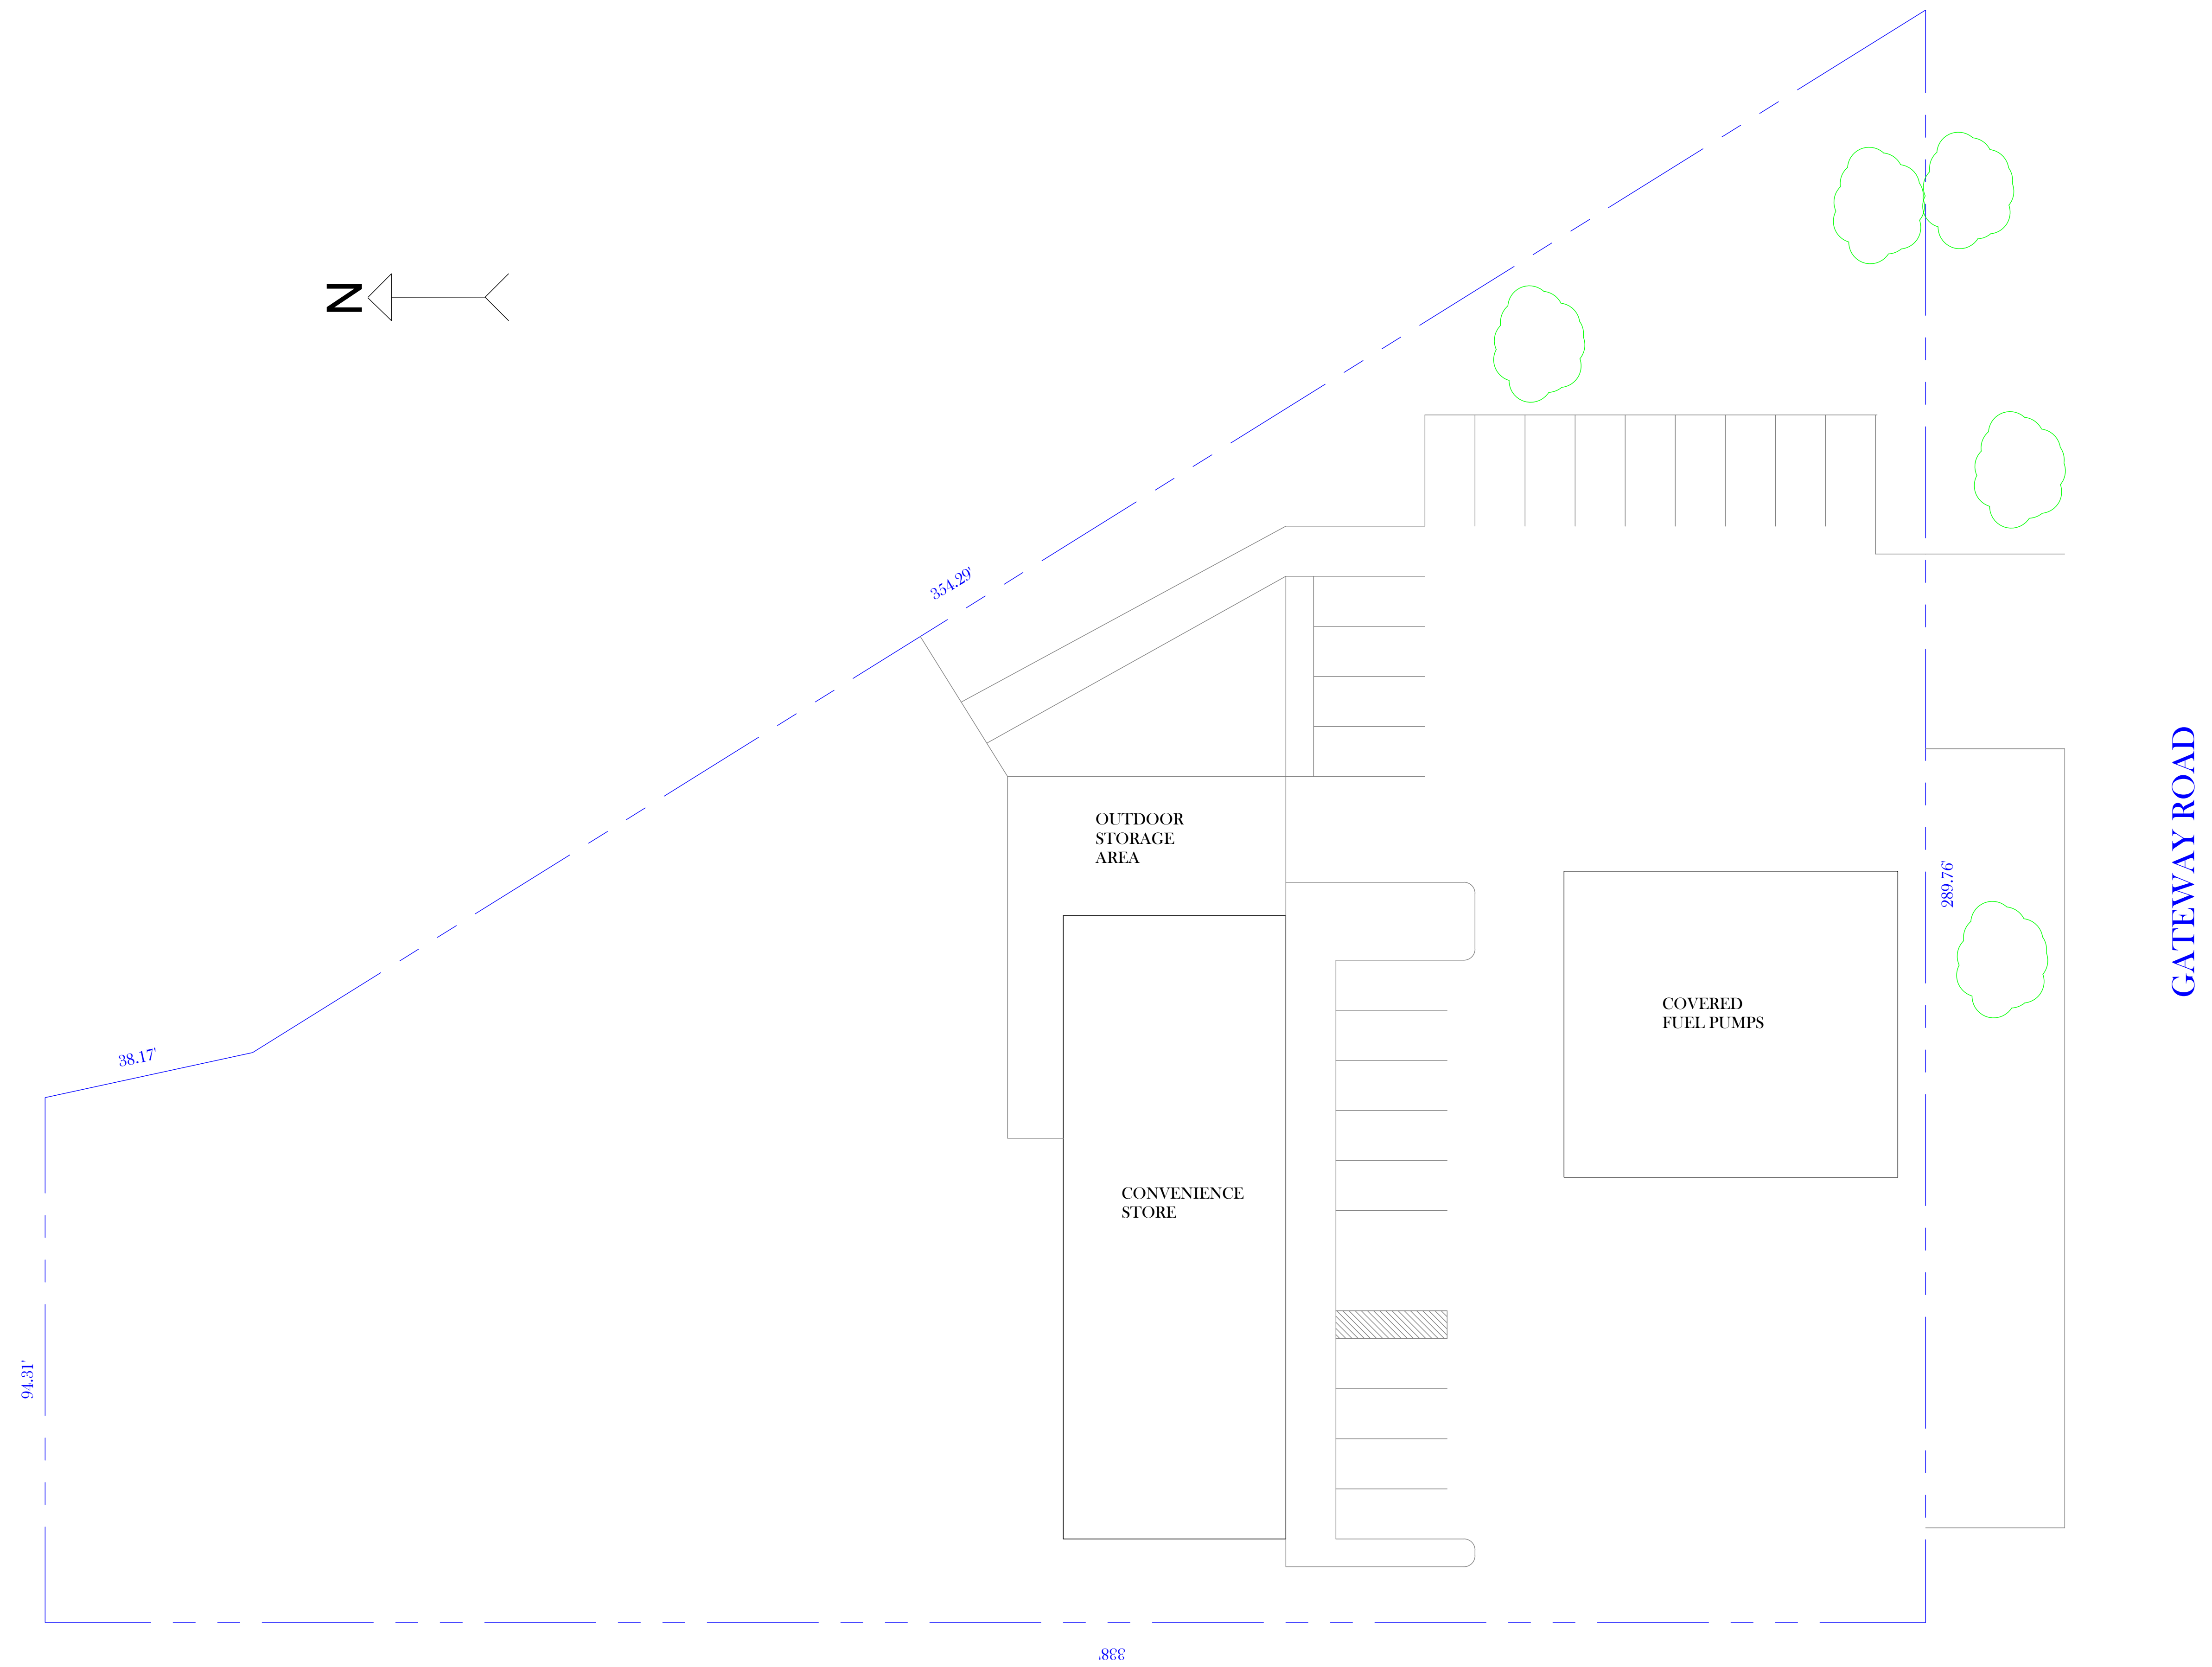 N
354.29'
OUTDOOR
STORAGE
AREA
289.76'
GATEWAY ROAD
COVERED
FUEL PUMPS
38.17'
CONVENIENCE
STORE
94.31'
338'